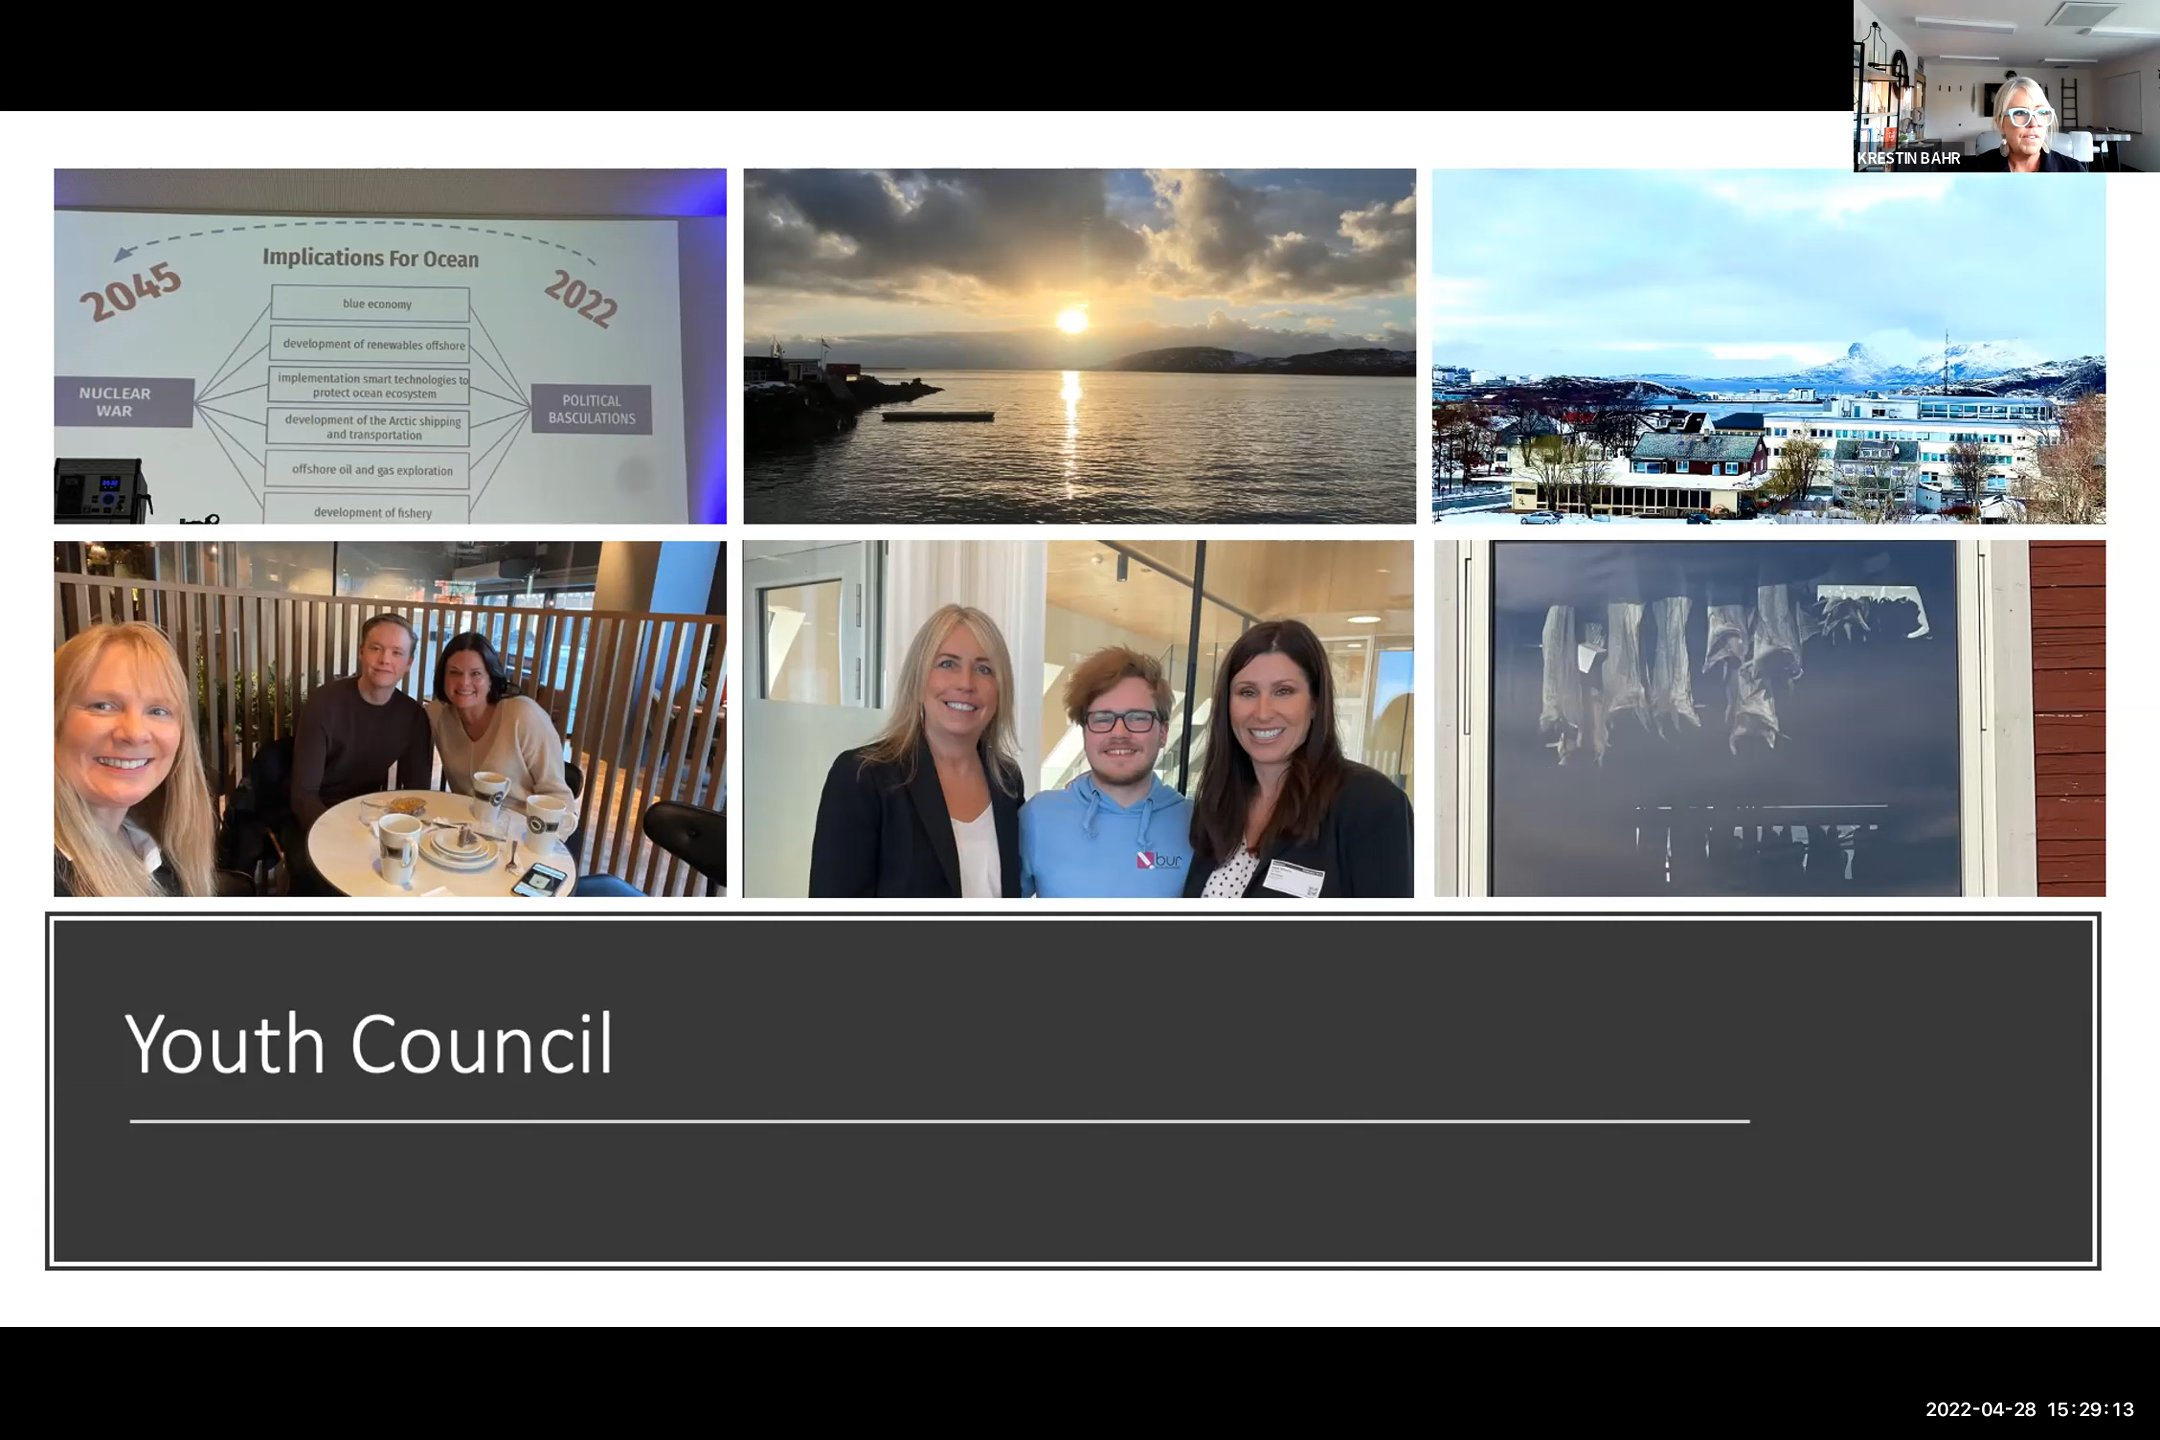 KRESTIN BAHR
Implications For Ocean
2045
2022
blue economy
development of renewables offshore
implementation smart technologies to
protect ocean ecosystem
NUCLEAR
WAR
POLITICAL
BASCULATIONS
development of the Arctic shipping
and transportation
offshore oil and gas exploration
development of fishery
bur
Youth Council
2022-04-28 15:29:13